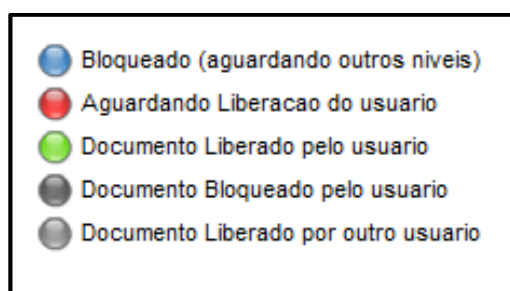 Bloqueado (aguardando outros niveis)
Aguardando Liberacao do usuario
Documento Liberado pelo usuario
Documento Bloqueado pelo usuario
Documento Liberado por outro usuario